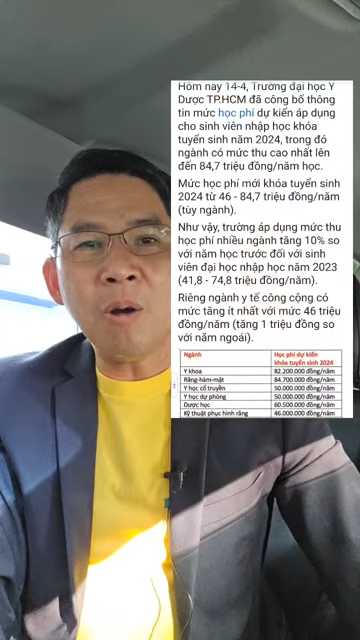 Hôm nay 14-4, Trường đại học Y
Dược TP.HCM đã công bố thông
tin mức học phí dự kiến áp dụng
cho sinh viên nhập học khóa
tuyển sinh năm 2024, trong đó
ngành có mức thu cao nhất lên
đến 84,7 triệu đồng/năm học.
Mức học phí mới khóa tuyển sinh
2024 từ 46 - 84,7 triệu đồng/năm
(tùy ngành).
Như vậy, trường áp dụng mức thu
học phí nhiều ngành tăng 10% so
với năm học trước đối với sinh
viên đại học nhập học năm 2023
(41,8 - 74,8 triệu đồng/năm).
Riêng ngành y tế công cộng có
mức tăng ít nhất với mức 46 triệu
đồng/năm (tăng 1 triệu đồng so
với năm ngoái).
Ngành Học phí dự kiến
khóa tuyển sinh 2024
Y khoa 82.200.000 đồng/năm
Răng-hàm-mặt 84.700.000 đồng/năm
Y học cổ truyền 50.000.000 đồng/năm
Y học dự phòng 50.000.000 đồng/năm
Dược học 60.500.000 đồng/năm
Kỹ thuật phục hình răng 46.000.000 đồng/năm